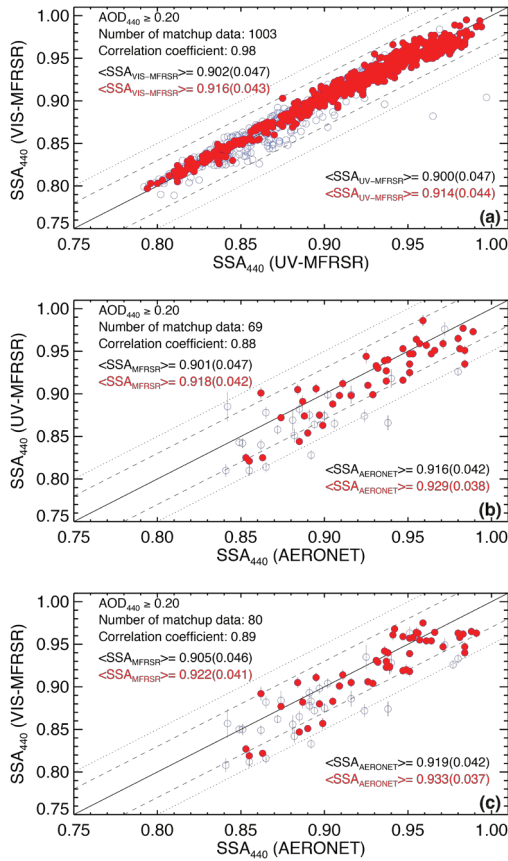 AOD440 ≥ 0.20
Number of matchup data: 1003
Correlation coefficient: 0.98
<SSAVIS−MFRSR>= 0.902(0.047)
<SSAVIS−MFRSR>= 0.916(0.043)
<SSAUV−MFRSR>= 0.900(0.047)
<SSAUV−MFRSR>= 0.914(0.044)
(a)
1.00
0.95
0.90
0.85
0.80
0.75
SSA440 (VIS-MFRSR)
0.75 0.80 0.85 0.90 0.95 1.00
SSA440 (UV-MFRSR)
AOD440 ≥ 0.20
Number of matchup data: 69
Correlation coefficient: 0.88
<SSAMFRSR>= 0.901(0.047)
<SSAMFRSR>= 0.918(0.042)
<SSAAERONET>= 0.916(0.042)
<SSAAERONET>= 0.929(0.038)
(b)
1.00
0.95
0.90
0.85
0.80
0.75
SSA440 (UV-MFRSR)
0.75 0.80 0.85 0.90 0.95 1.00
SSA440 (AERONET)
AOD440 ≥ 0.20
Number of matchup data: 80
Correlation coefficient: 0.89
<SSAMFRSR>= 0.905(0.046)
<SSAMFRSR>= 0.922(0.041)
<SSAAERONET>= 0.919(0.042)
<SSAAERONET>= 0.933(0.037)
(c)
1.00
0.95
0.90
0.85
0.80
0.75
SSA440 (VIS-MFRSR)
0.75 0.80 0.85 0.90 0.95 1.00
SSA440 (AERONET)